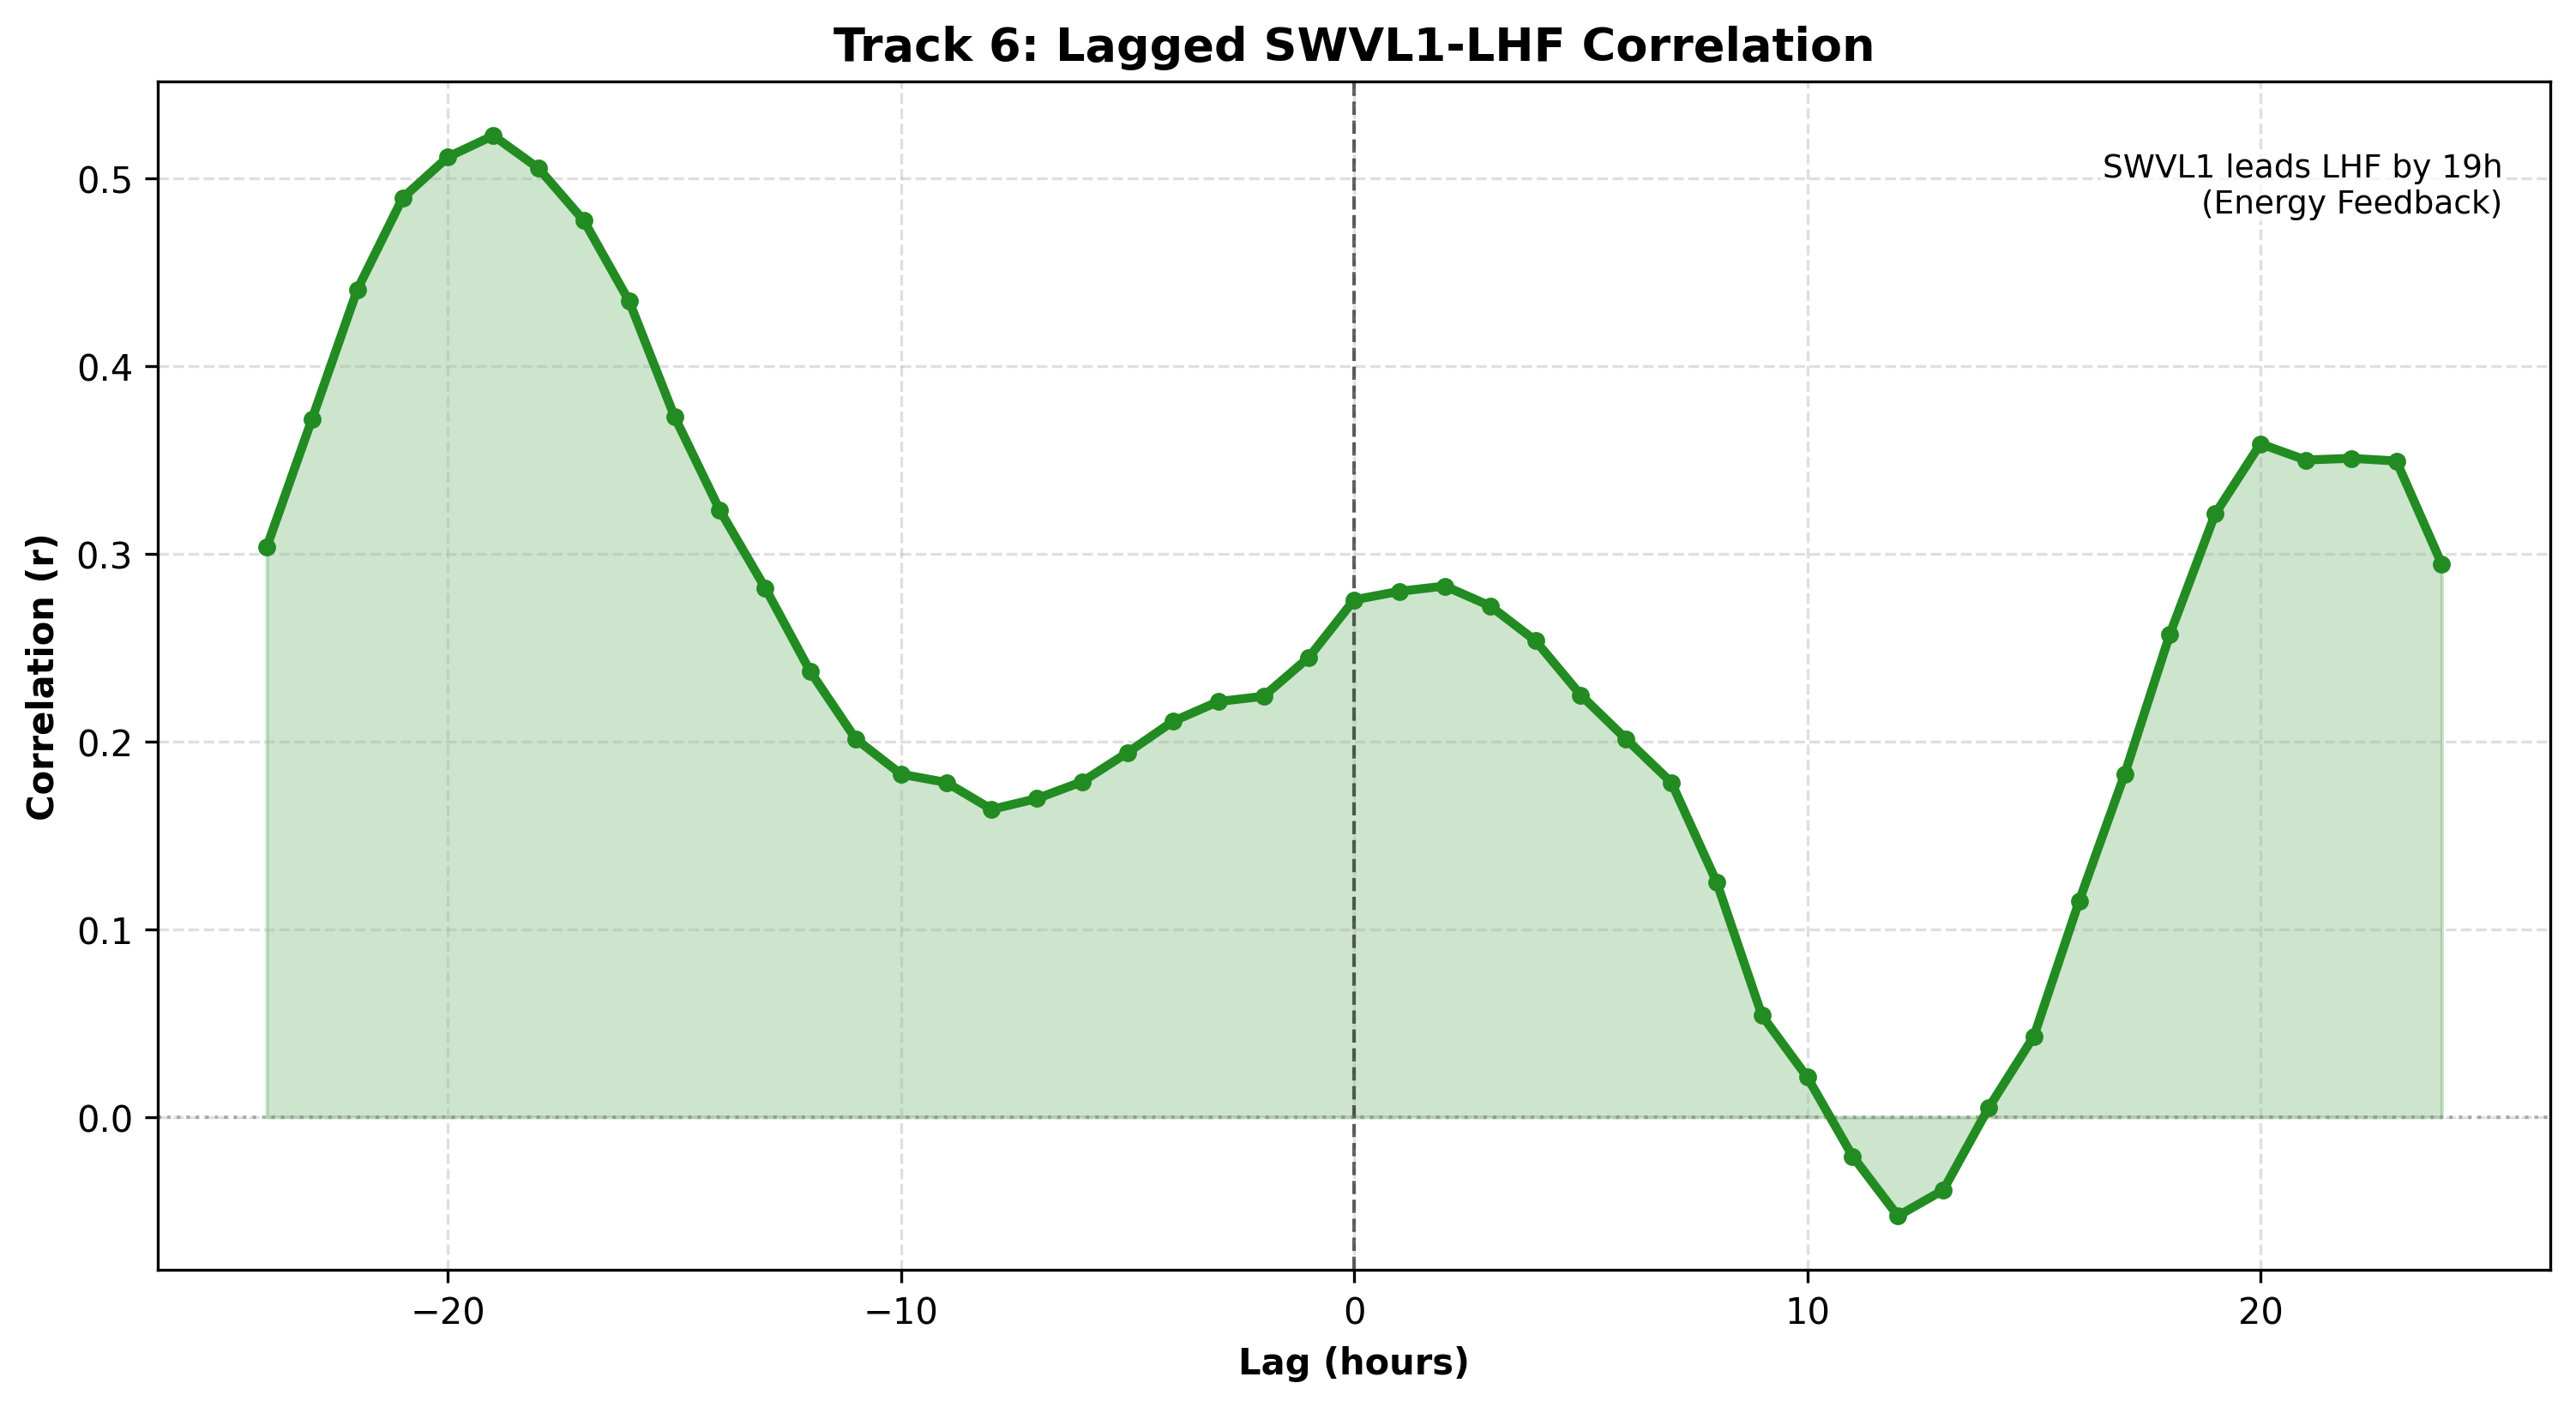 Track 6: Lagged SWVL1-LHF Correlation
SWVL1 leads LHF by 19h
(Energy Feedback)
Correlation (r)
0.5
0.4
0.3
0.2
0.1
0.0
−20
−10
0
10
20
Lag (hours)